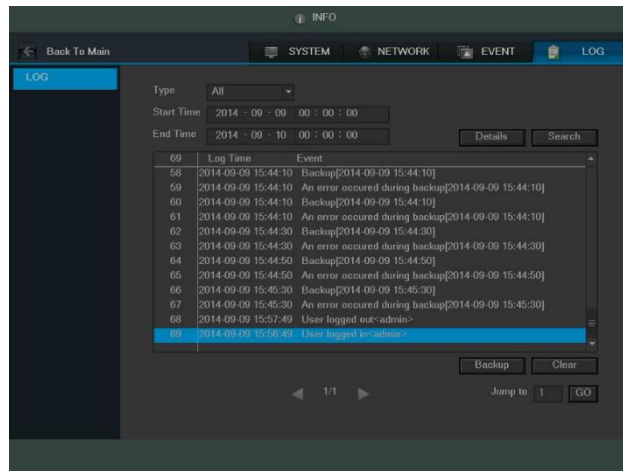 INFO
Back To Main SYSTEM NETWORK EVENT LOG
LOG
Type All
Start Time 2014 - 09 - 09 00 : 00 : 00
End Time 2014 - 09 - 10 00 : 00 : 00 Details Search
69 Log Time Event
58 2014-09-09 15:44:10 Backup[2014-09-09 15:44:10]
59 2014-09-09 15:44:10 An error occured during backup[2014-09-09 15:44:10]
60 2014-09-09 15:44:10 Backup[2014-09-09 15:44:10]
61 2014-09-09 15:44:10 An error occured during backup[2014-09-09 15:44:10]
62 2014-09-09 15:44:30 Backup[2014-09-09 15:44:30]
63 2014-09-09 15:44:30 An error occured during backup[2014-09-09 15:44:30]
64 2014-09-09 15:44:50 Backup[2014-09-09 15:44:50]
65 2014-09-09 15:44:50 An error occured during backup[2014-09-09 15:44:50]
66 2014-09-09 15:45:30 Backup[2014-09-09 15:45:30]
67 2014-09-09 15:45:30 An error occured during backup[2014-09-09 15:45:30]
68 2014-09-09 15:57:49 User logged out<admin>
69 2014-09-09 15:58:49 User logged in<admin>
Backup Clear
1/1 Jump to 1 GO